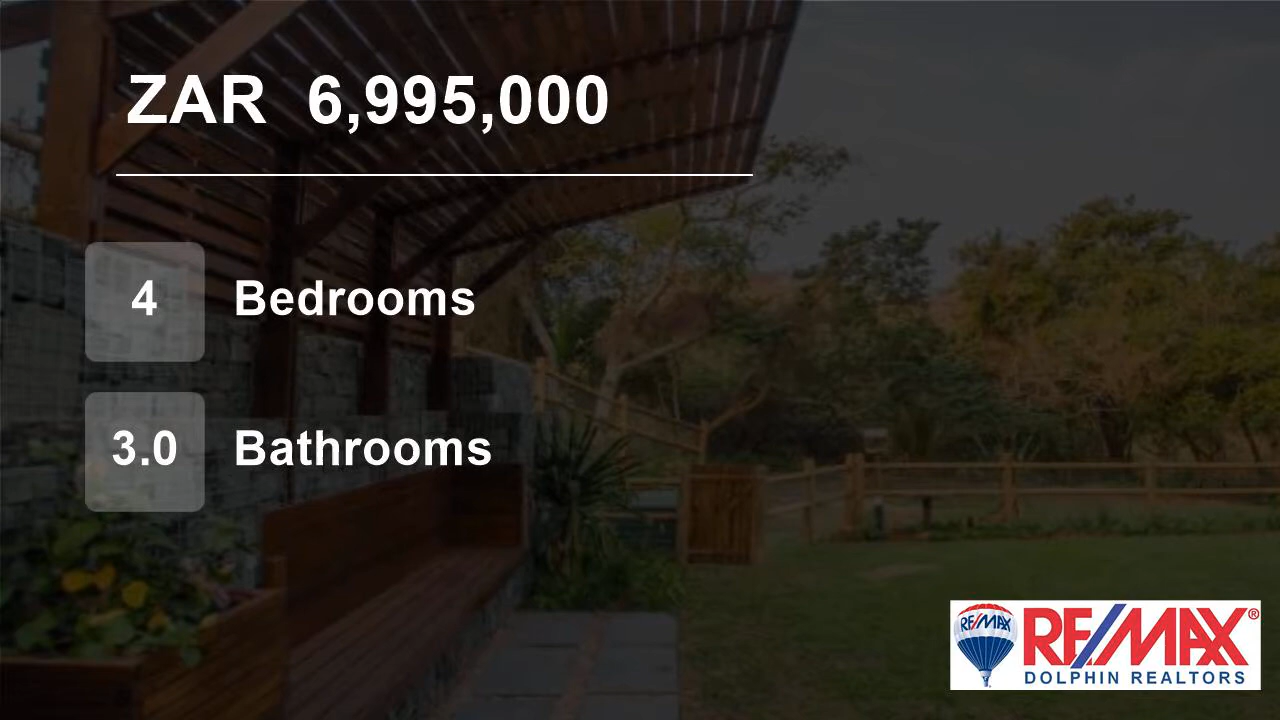 ZAR 6,995,000
4 Bedrooms
3.0 Bathrooms
RE/MAX
RE/MAX®
DOLPHIN REALTORS